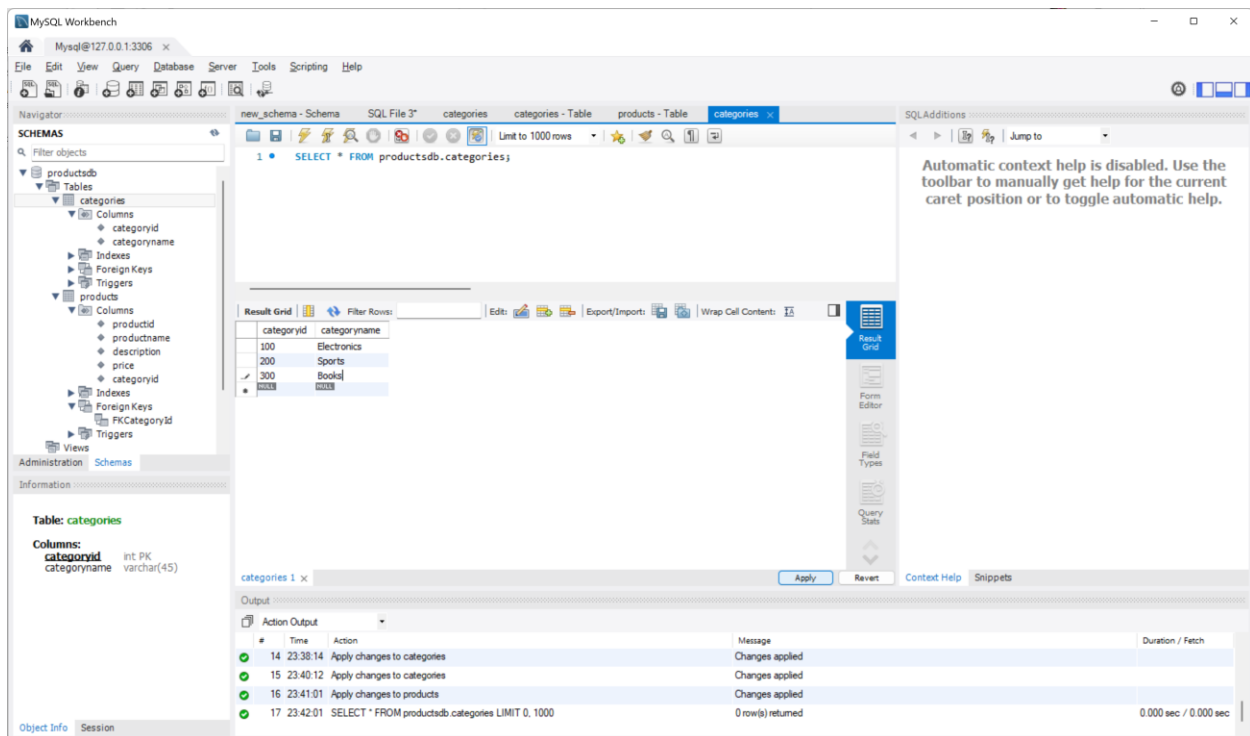 MySQL Workbench
Mysql@127.0.0.1:3306
File Edit View Query Database Server Tools Scripting Help
Navigator
SCHEMAS
Filter objects
productsdb
Tables
categories
Columns
categoryid
categoryname
Indexes
Foreign Keys
Triggers
products
Columns
productid
productname
description
price
categoryid
Indexes
Foreign Keys
FKCategoryId
Triggers
Views
Administration Schemas
Information
Table: categories
Columns:
categoryid int PK
categoryname varchar(45)
Object Info Session
new_schema - Schema SQL File 3* categories categories - Table products - Table categories
Limit to 1000 rows
1 SELECT * FROM productsdb.categories;
Result Grid Filter Rows: Edit: Export/Import: Wrap Cell Content:
categoryid categoryname
100 Electronics
200 Sports
300 Books
NULL NULL
Result
Grid
Form
Editor
Field
Types
Query
Stats
categories 1 Apply Revert
SQLAdditions
Jump to
Automatic context help is disabled. Use the
toolbar to manually get help for the current
caret position or to toggle automatic help.
Context Help Snippets
Output
Action Output
# Time Action Message Duration / Fetch
14 23:38:14 Apply changes to categories Changes applied
15 23:40:12 Apply changes to categories Changes applied
16 23:41:01 Apply changes to products Changes applied
17 23:42:01 SELECT * FROM productsdb.categories LIMIT 0, 1000 0 row(s) returned 0.000 sec / 0.000 sec